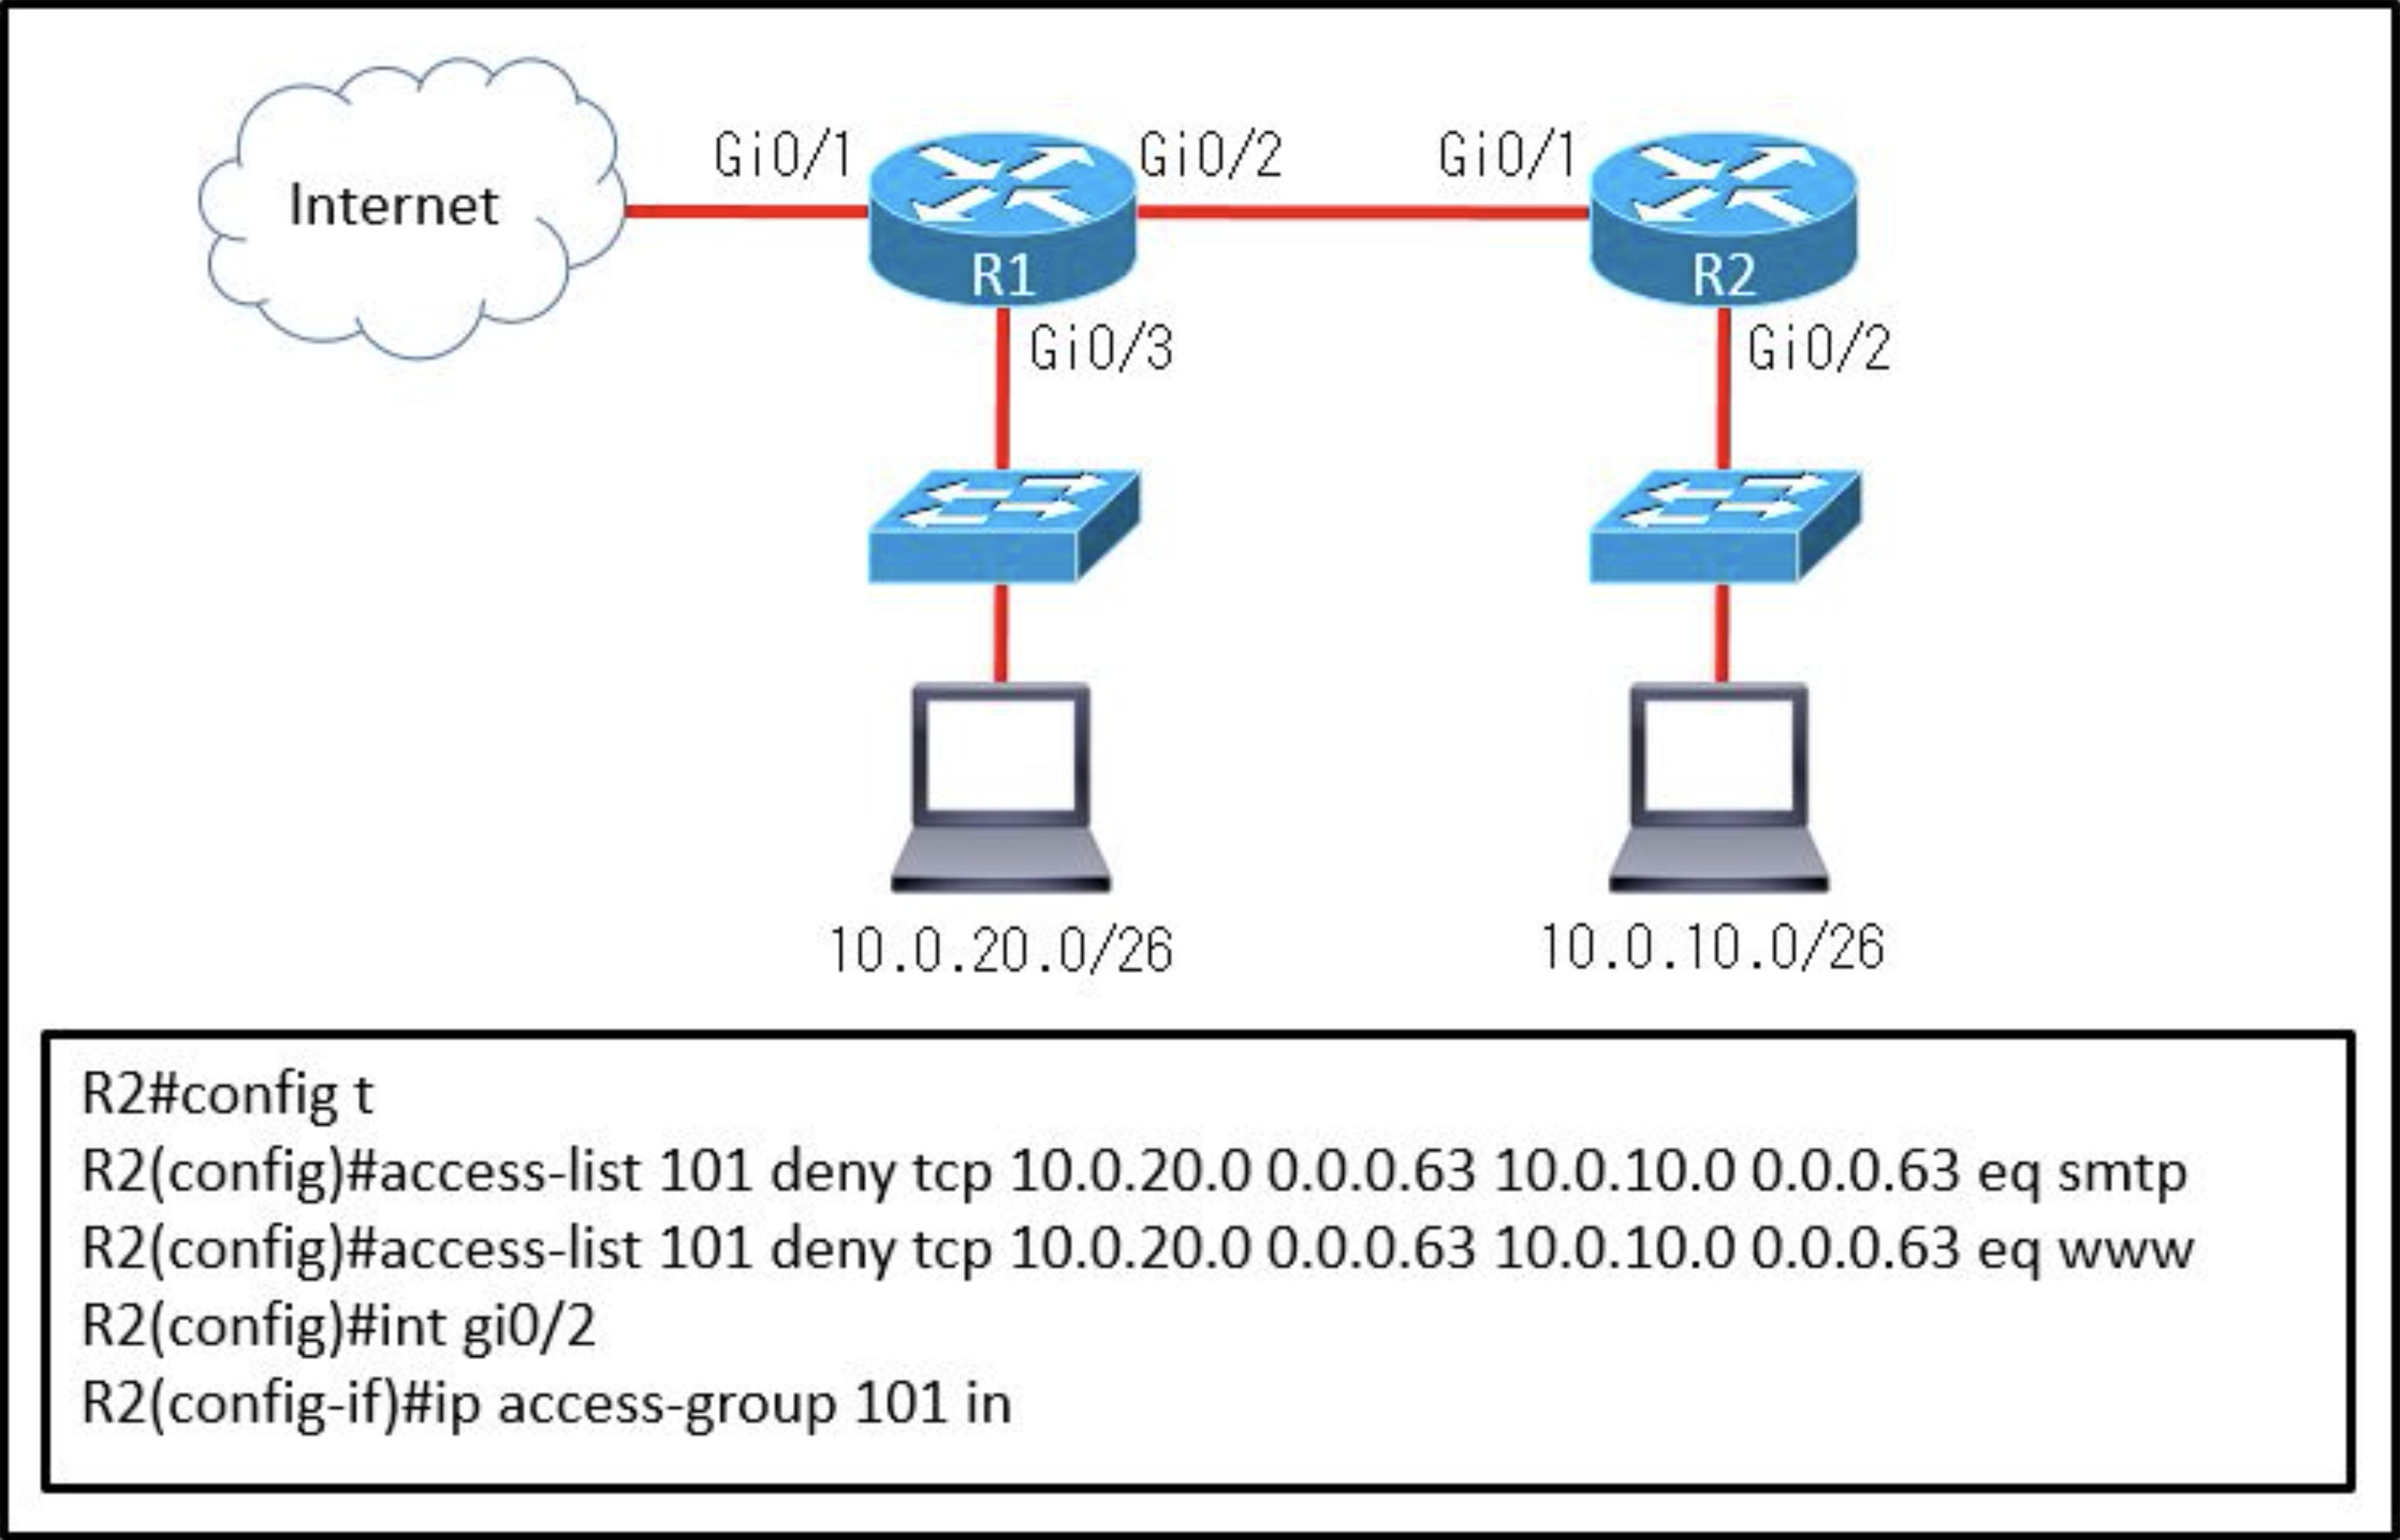 Internet
Gi0/1
R1
Gi0/2
Gi0/1
R2
Gi0/3
Gi0/2
10.0.20.0/26
10.0.10.0/26
R2#config t
R2(config)#access-list 101 deny tcp 10.0.20.0 0.0.0.63 10.0.10.0 0.0.0.63 eq smtp
R2(config)#access-list 101 deny tcp 10.0.20.0 0.0.0.63 10.0.10.0 0.0.0.63 eq www
R2(config)#int gi0/2
R2(config-if)#ip access-group 101 in